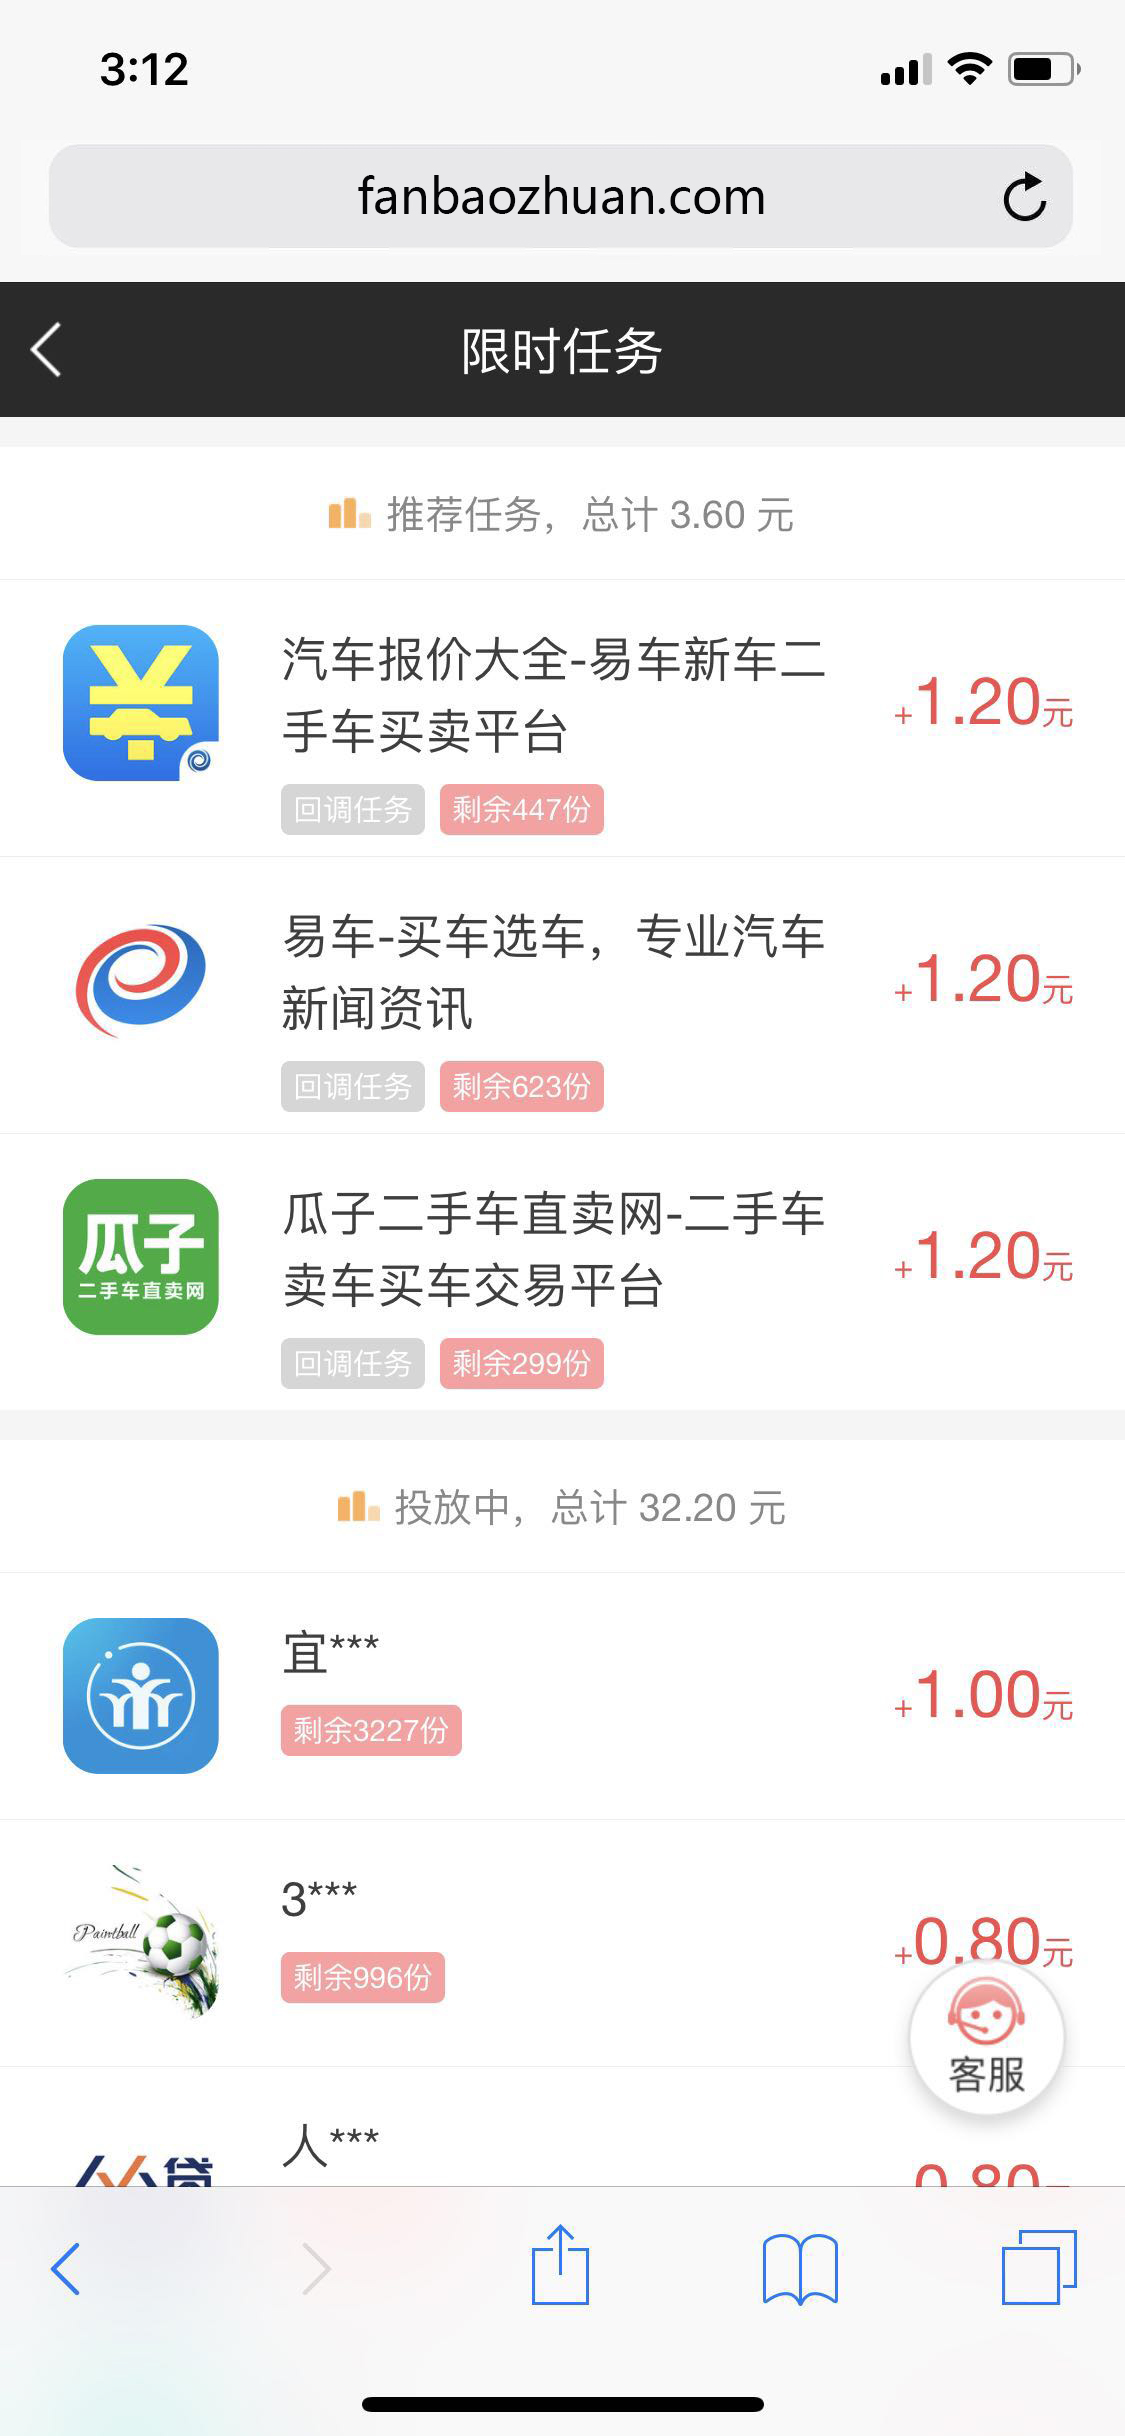 3:12
fanbaozhuan.com
限时任务
推荐任务，总计 3.60 元
汽车报价大全-易车新车二
手车买卖平台
+1.20元
回调任务 剩余447份
易车-买车选车，专业汽车
新闻资讯
+1.20元
回调任务 剩余623份
瓜子
二手车直卖网
瓜子二手车直卖网-二手车
卖车买车交易平台
+1.20元
回调任务 剩余299份
投放中，总计 32.20 元
宜***
+1.00元
剩余3227份
Paintball
3***
+0.80元
剩余996份
客服
人***
人人贷
0.80元